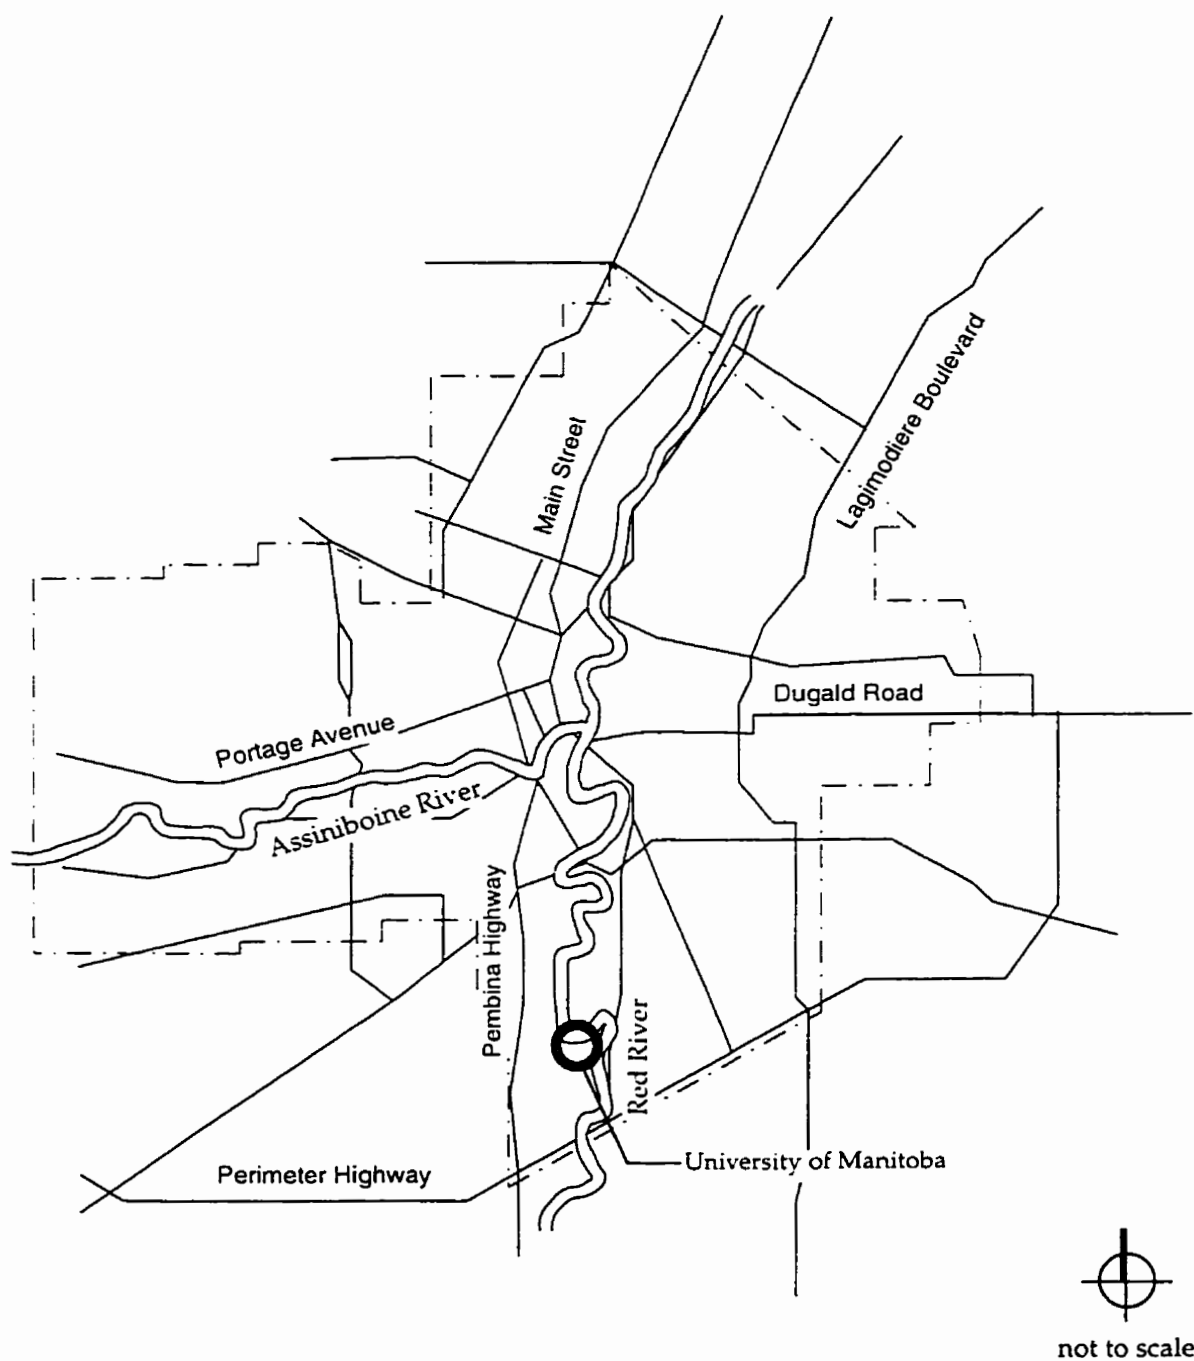 Lagimodiere Boulevard
Main Street
Dugald Road
Portage Avenue
Assiniboine River
Pembina Highway
Red River
University of Manitoba
Perimeter Highway
not to scale